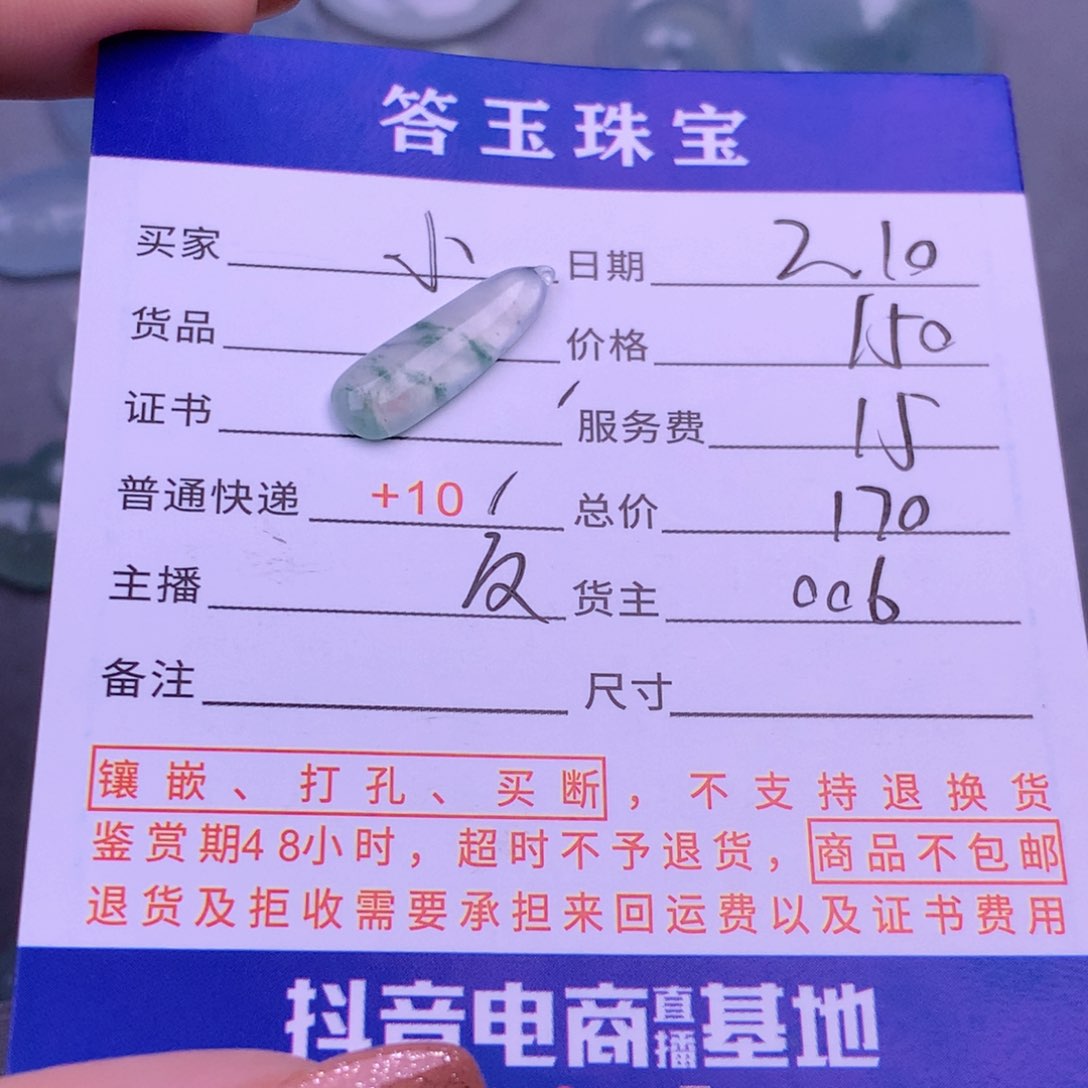 答玉珠宝
买家 小 日期 2.10
货品 价格 150
证书 服务费 15
普通快递 +10 总价 170
主播 货主 006
备注 尺寸
镶嵌、打孔、买断，不支持退换货
鉴赏期48小时，超时不予退货，商品不包邮
退货及拒收需要承担来回运费以及证书费用
抖音电商直播基地